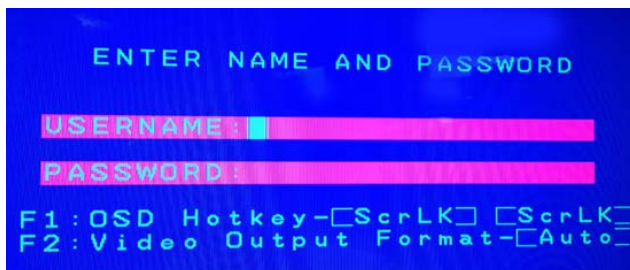 ENTER NAME AND PASSWORD
USERNAME:
PASSWORD:
F1:OSD Hotkey-[ScrLK] [ScrLK]
F2:Video Output Format-[Auto]